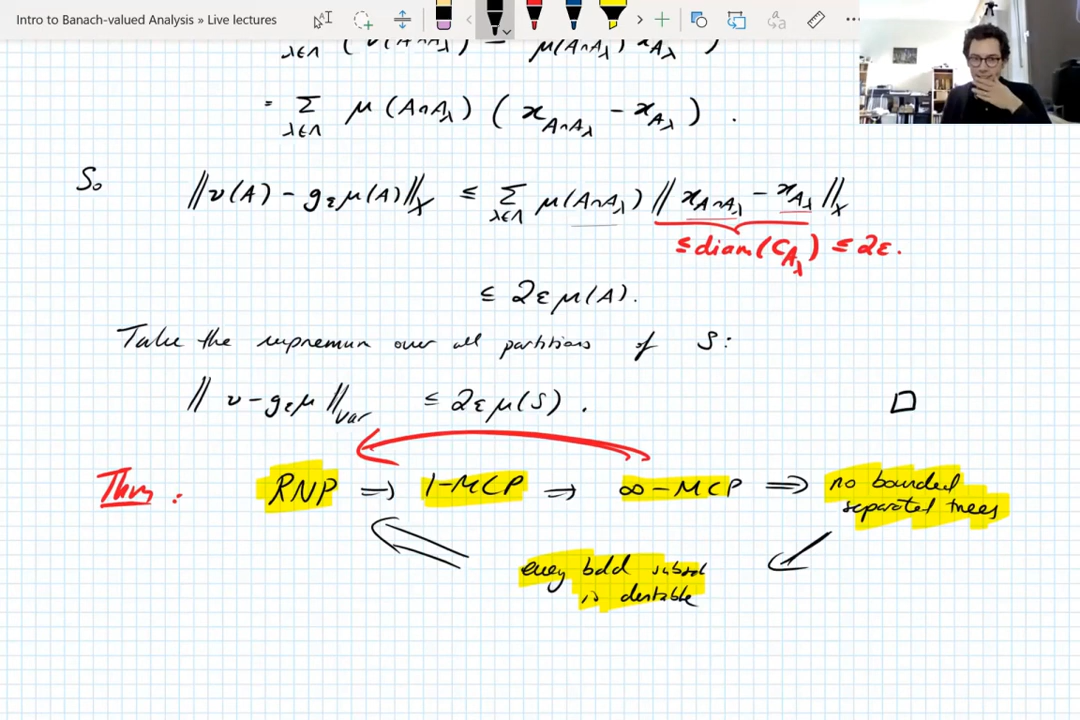 Intro to Banach-valued Analysis » Live lectures
= Σ_{λ∈Λ} μ(A∩A_λ) ( x_{A∩A_λ} - x_{A_λ} ) .
So ‖ν(A) - g_ε μ(A)‖_X ≤ Σ_{λ∈Λ} μ(A∩A_λ) ‖ x_{A∩A_λ} - x_{A_λ} ‖_X
≤ diam(C_{A_λ}) ≤ 2ε.
≤ 2ε μ(A).
Take the supremum over all partitions of S:
‖ ν - g_ε μ ‖_var ≤ 2ε μ(S) . □
Thm : RNP ⇒ 1-MCP ⇒ ∞-MCP ⇒ no bounded
separated trees
every bdd subset
is dentable